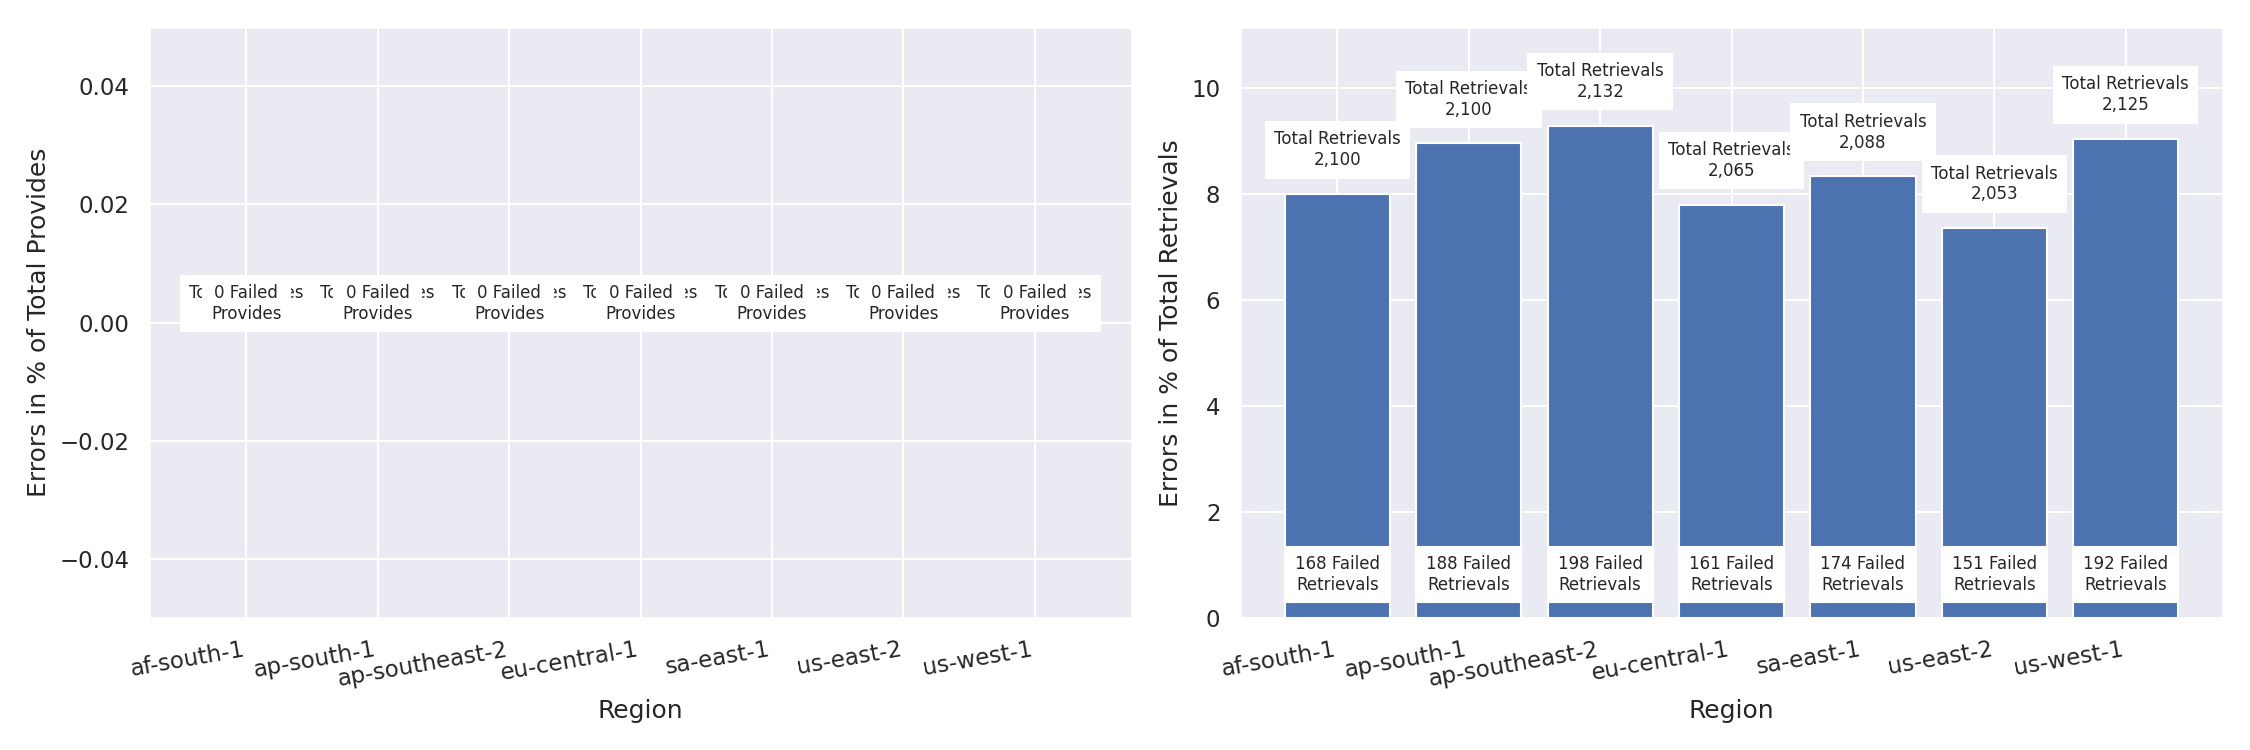 Errors in % of Total Provides
0.04
0.02
0.00
−0.02
−0.04
0 Failed
Provides
0 Failed
Provides
0 Failed
Provides
0 Failed
Provides
0 Failed
Provides
0 Failed
Provides
0 Failed
Provides
af-south-1
ap-south-1
ap-southeast-2
eu-central-1
sa-east-1
us-east-2
us-west-1
Region
Errors in % of Total Retrievals
10
8
6
4
2
0
Total Retrievals
2,100
Total Retrievals
2,100
Total Retrievals
2,132
Total Retrievals
2,065
Total Retrievals
2,088
Total Retrievals
2,053
Total Retrievals
2,125
168 Failed
Retrievals
188 Failed
Retrievals
198 Failed
Retrievals
161 Failed
Retrievals
174 Failed
Retrievals
151 Failed
Retrievals
192 Failed
Retrievals
af-south-1
ap-south-1
ap-southeast-2
eu-central-1
sa-east-1
us-east-2
us-west-1
Region